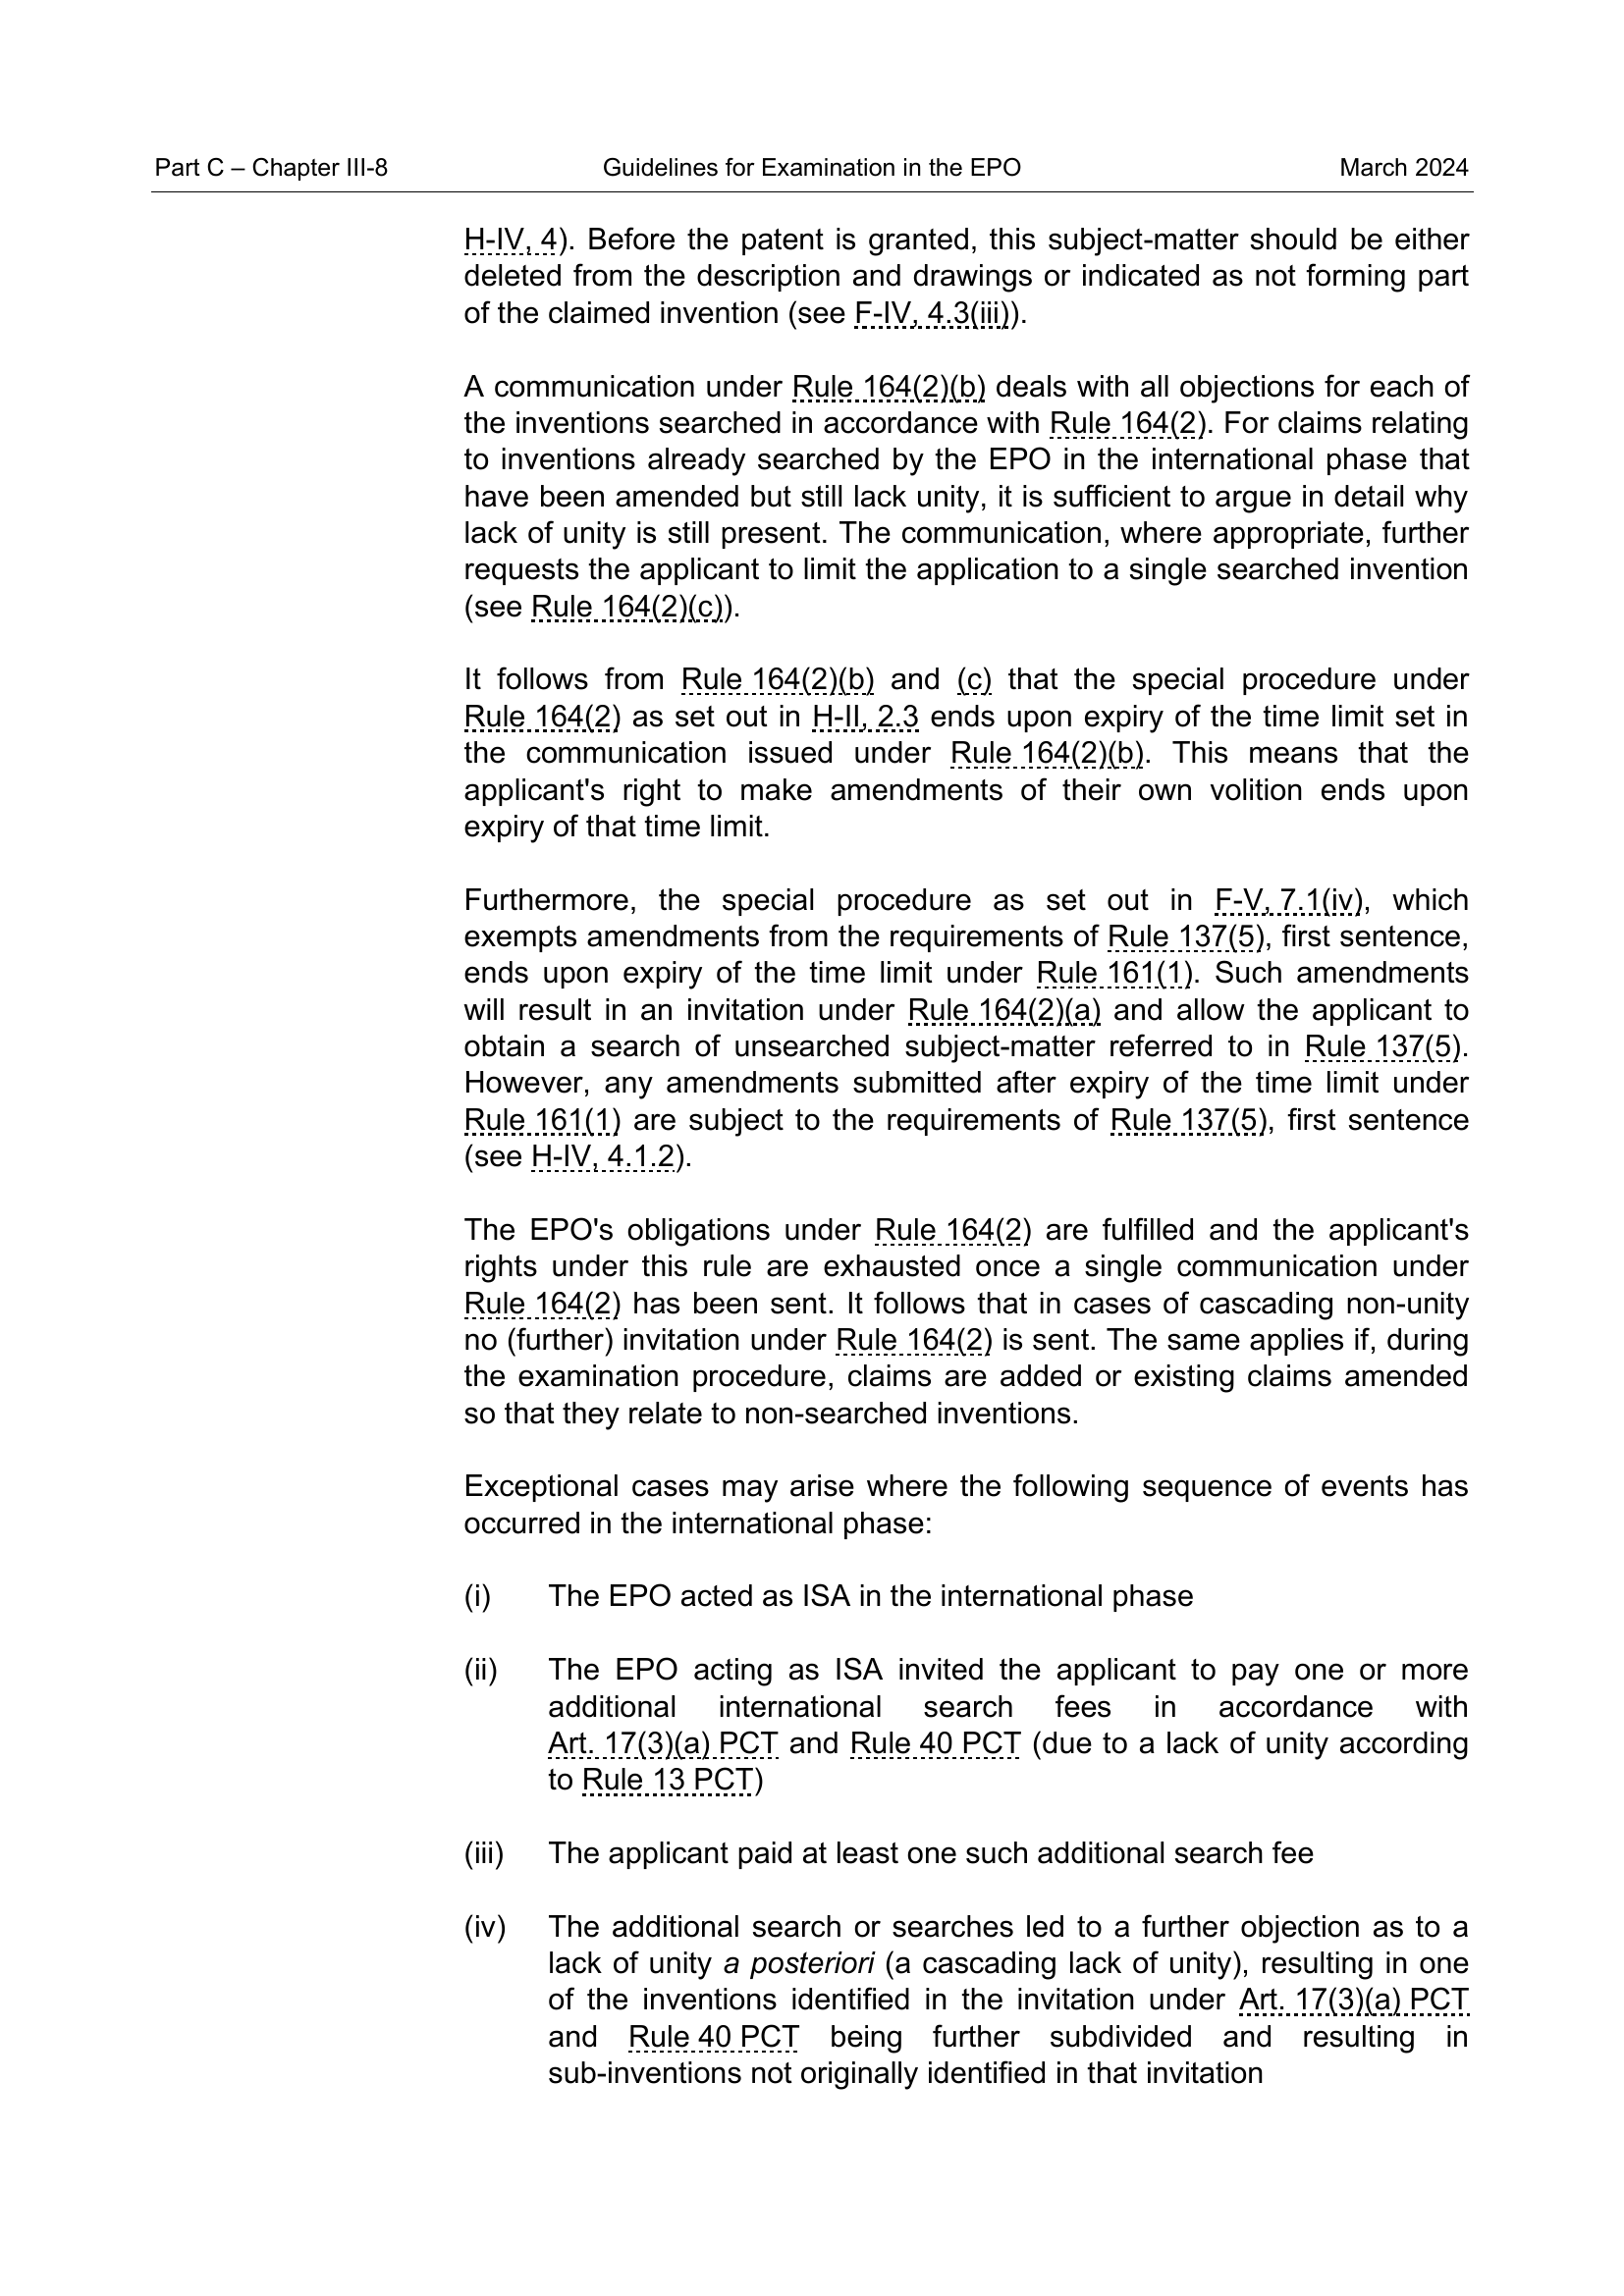 Part C – Chapter III-8 Guidelines for Examination in the EPO March 2024
H-IV, 4). Before the patent is granted, this subject-matter should be either
deleted from the description and drawings or indicated as not forming part
of the claimed invention (see F-IV, 4.3(iii)).
A communication under Rule 164(2)(b) deals with all objections for each of
the inventions searched in accordance with Rule 164(2). For claims relating
to inventions already searched by the EPO in the international phase that
have been amended but still lack unity, it is sufficient to argue in detail why
lack of unity is still present. The communication, where appropriate, further
requests the applicant to limit the application to a single searched invention
(see Rule 164(2)(c)).
It follows from Rule 164(2)(b) and (c) that the special procedure under
Rule 164(2) as set out in H-II, 2.3 ends upon expiry of the time limit set in
the communication issued under Rule 164(2)(b). This means that the
applicant's right to make amendments of their own volition ends upon
expiry of that time limit.
Furthermore, the special procedure as set out in F-V, 7.1(iv), which
exempts amendments from the requirements of Rule 137(5), first sentence,
ends upon expiry of the time limit under Rule 161(1). Such amendments
will result in an invitation under Rule 164(2)(a) and allow the applicant to
obtain a search of unsearched subject-matter referred to in Rule 137(5).
However, any amendments submitted after expiry of the time limit under
Rule 161(1) are subject to the requirements of Rule 137(5), first sentence
(see H-IV, 4.1.2).
The EPO's obligations under Rule 164(2) are fulfilled and the applicant's
rights under this rule are exhausted once a single communication under
Rule 164(2) has been sent. It follows that in cases of cascading non-unity
no (further) invitation under Rule 164(2) is sent. The same applies if, during
the examination procedure, claims are added or existing claims amended
so that they relate to non-searched inventions.
Exceptional cases may arise where the following sequence of events has
occurred in the international phase:
(i) The EPO acted as ISA in the international phase
(ii) The EPO acting as ISA invited the applicant to pay one or more
additional international search fees in accordance with
Art. 17(3)(a) PCT and Rule 40 PCT (due to a lack of unity according
to Rule 13 PCT)
(iii) The applicant paid at least one such additional search fee
(iv) The additional search or searches led to a further objection as to a
lack of unity a posteriori (a cascading lack of unity), resulting in one
of the inventions identified in the invitation under Art. 17(3)(a) PCT
and Rule 40 PCT being further subdivided and resulting in
sub-inventions not originally identified in that invitation